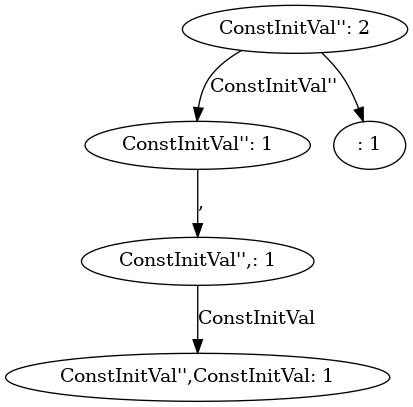 ConstInitVal'': 2
ConstInitVal''
ConstInitVal'': 1
: 1
,
ConstInitVal'',: 1
ConstInitVal
ConstInitVal'',ConstInitVal: 1